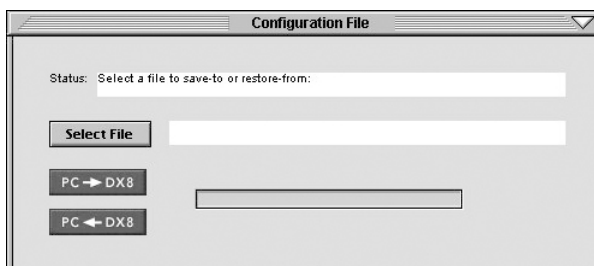 Configuration File
Status: Select a file to save-to or restore-from:
Select File
PC → DX8
PC ← DX8